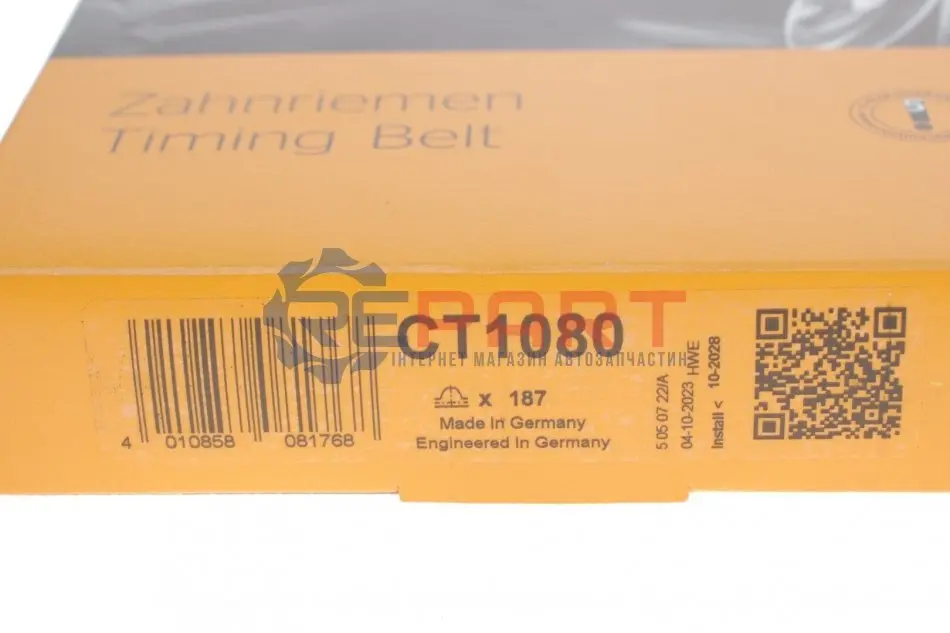 Zahnriemen
Timing Belt
REPART
ІНТЕРНЕТ МАГАЗИН АВТОЗАПЧАСТИН
CT1080
x 187
Made in Germany
Engineered in Germany
4 010858 081768
5 05 07 22/A
04-10-2023 HWE
Install < 10-2028